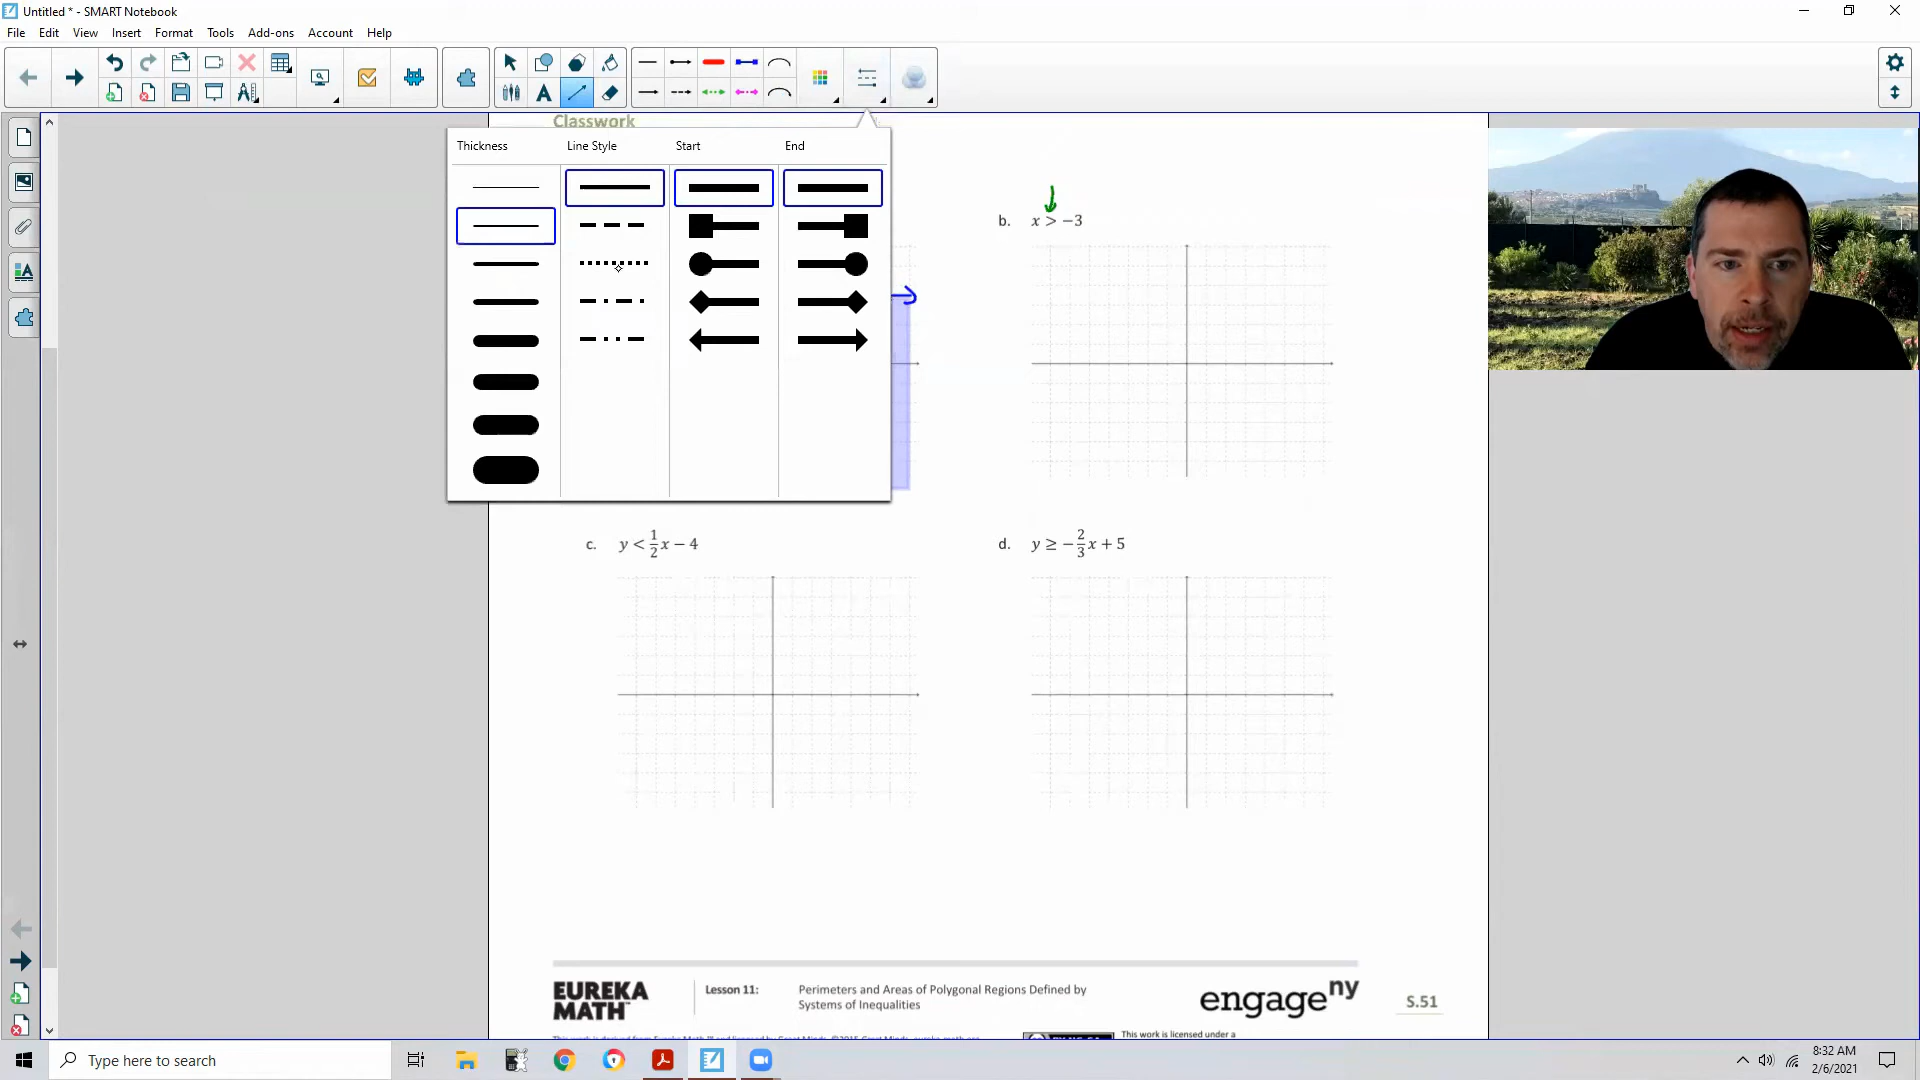 Untitled * - SMART Notebook
File Edit View Insert Format Tools Add-ons Account Help
Classwork
Thickness Line Style Start End
b. x > −3
c. y < 1/2 x − 4
d. y ≥ − 2/3 x + 5
EUREKA MATH™
Lesson 11: Perimeters and Areas of Polygonal Regions Defined by
Systems of Inequalities
engage ny
S.51
This work is licensed under a
Type here to search
8:32 AM
2/6/2021